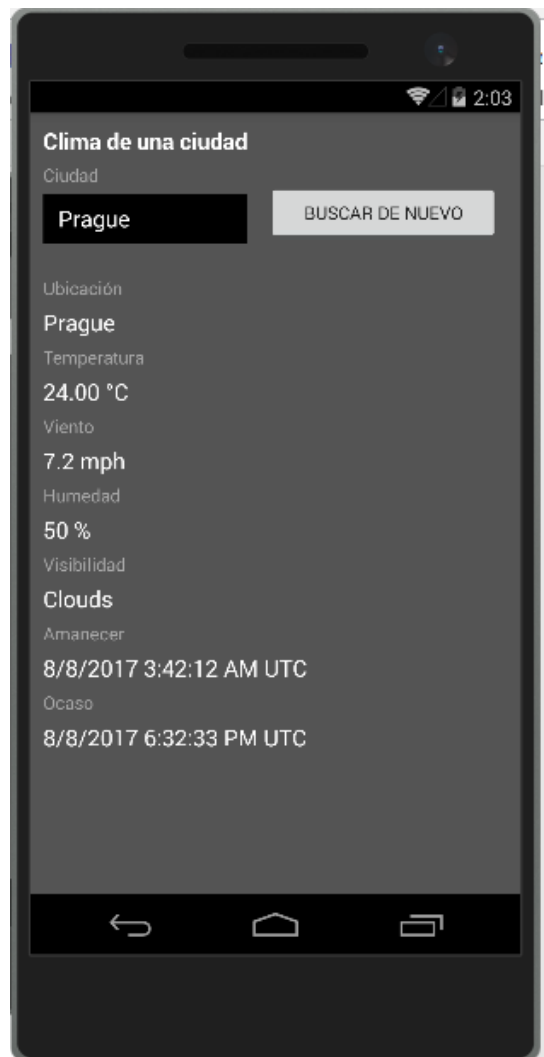 2:03
Clima de una ciudad
Ciudad
Prague
BUSCAR DE NUEVO
Ubicación
Prague
Temperatura
24.00 °C
Viento
7.2 mph
Humedad
50 %
Visibilidad
Clouds
Amanecer
8/8/2017 3:42:12 AM UTC
Ocaso
8/8/2017 6:32:33 PM UTC